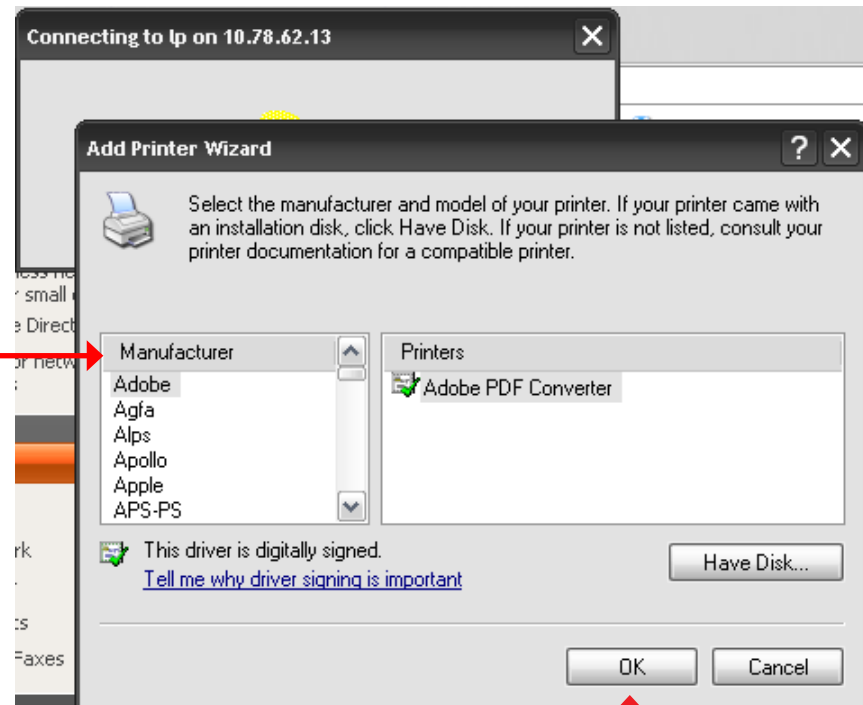 Connecting to lp on 10.78.62.13
Add Printer Wizard
Select the manufacturer and model of your printer. If your printer came with
an installation disk, click Have Disk. If your printer is not listed, consult your
printer documentation for a compatible printer.
small
Direct
Manufacturer
Adobe
Agfa
Alps
Apollo
Apple
APS-PS
Printers
Adobe PDF Converter
This driver is digitally signed.
Tell me why driver signing is important
Have Disk...
Faxes
OK
Cancel